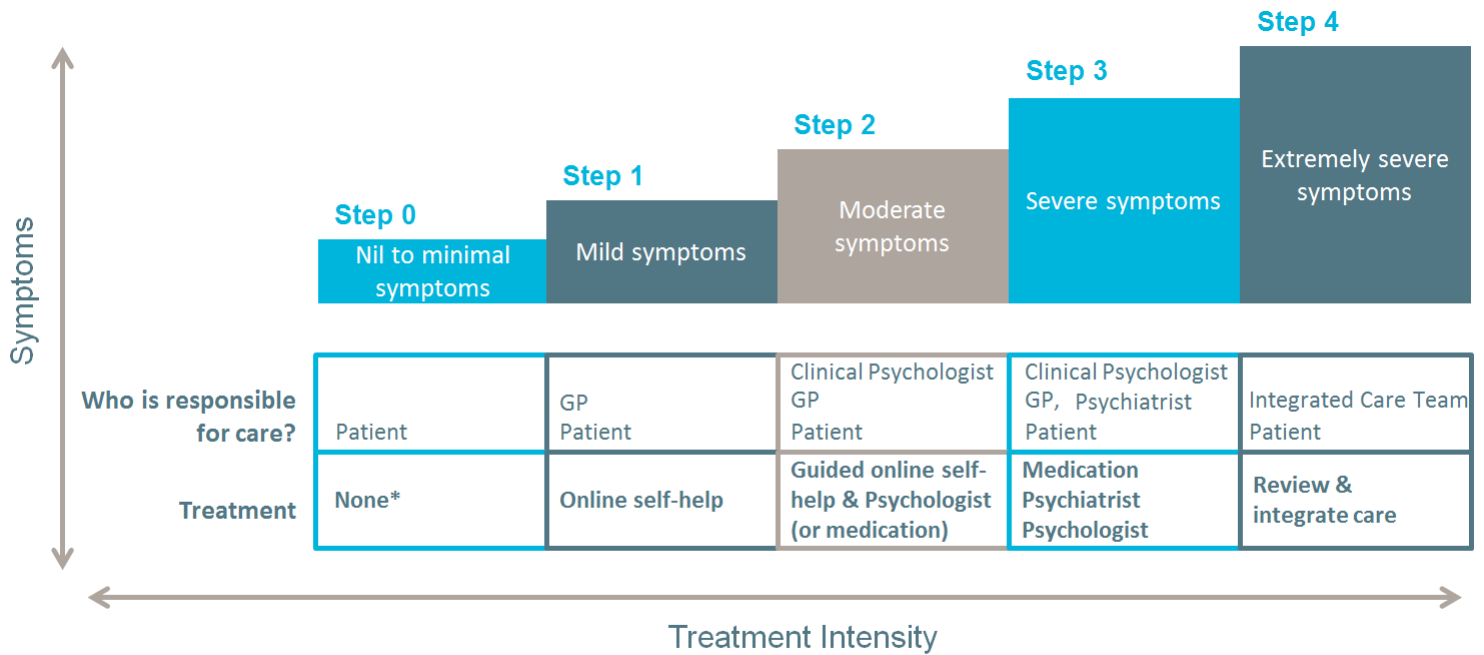 Step 4
Step 3
Step 2
Step 1
Step 0
Extremely severe
symptoms
Severe symptoms
Moderate
symptoms
Mild symptoms
Nil to minimal
symptoms
Symptoms
Who is responsible
for care?
Patient
GP
Patient
Clinical Psychologist
GP
Patient
Clinical Psychologist
GP, Psychiatrist
Patient
Integrated Care Team
Patient
Treatment
None*
Online self-help
Guided online self-
help & Psychologist
(or medication)
Medication
Psychiatrist
Psychologist
Review &
integrate care
Treatment Intensity